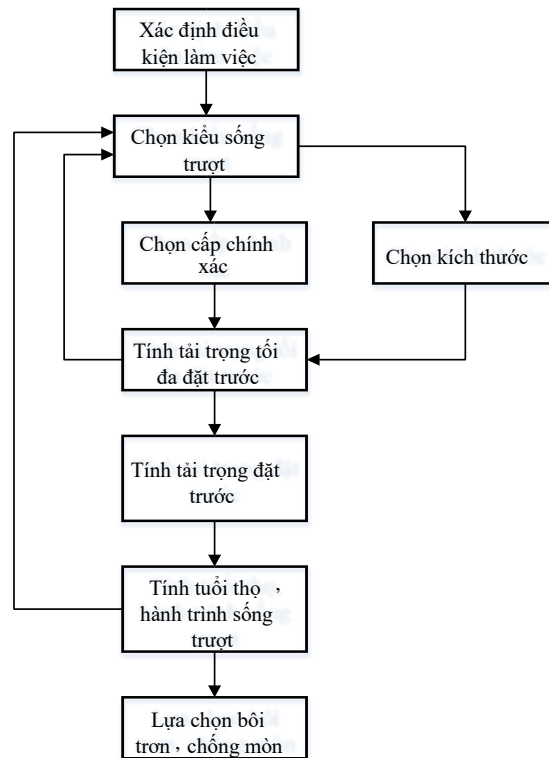 Xác định điều
kiện làm việc
Chọn kiểu sống
trượt
Chọn cấp chính
xác
Chọn kích thước
Tính tải trọng tối
đa đặt trước
Tính tải trọng đặt
trước
Tính tuổi thọ ,
hành trình sống
trượt
Lựa chọn bôi
trơn , chống mòn